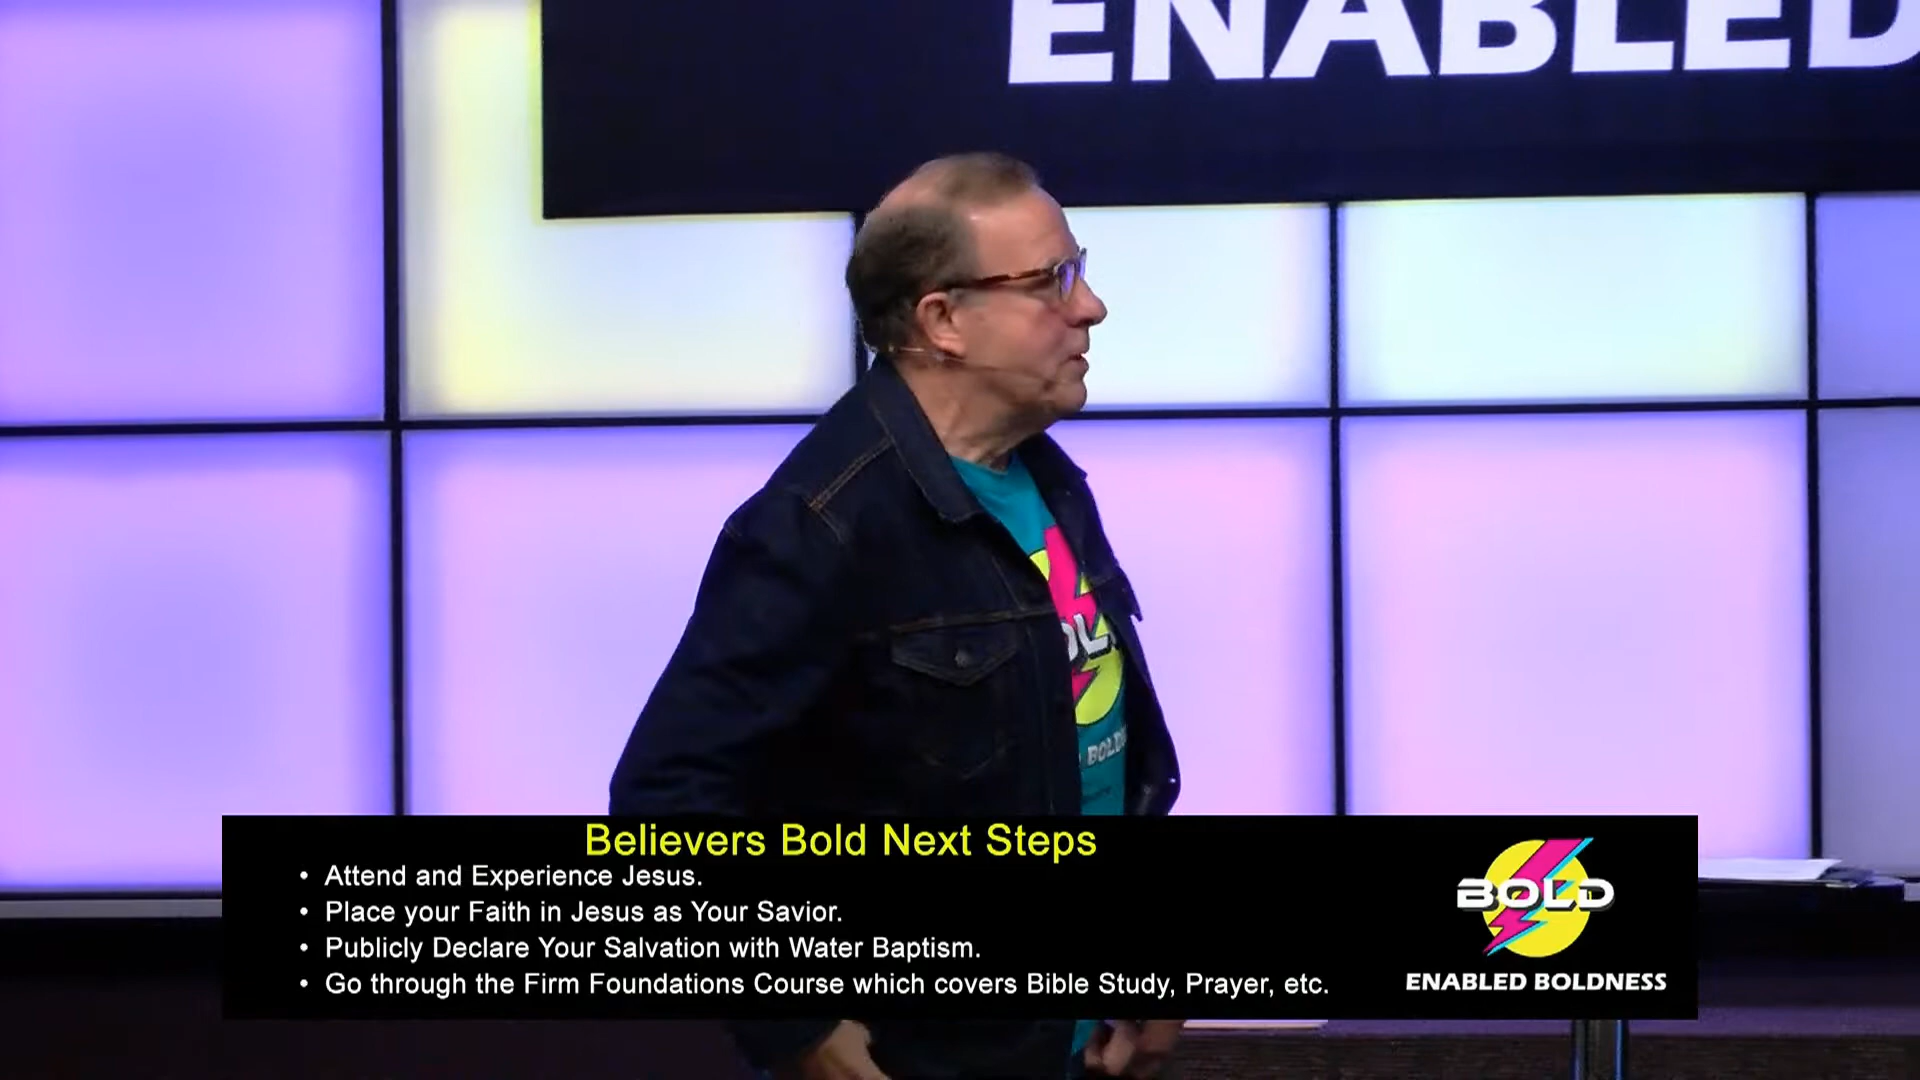 ENABLED
OL
BOLD
Believers Bold Next Steps
• Attend and Experience Jesus.
• Place your Faith in Jesus as Your Savior.
• Publicly Declare Your Salvation with Water Baptism.
• Go through the Firm Foundations Course which covers Bible Study, Prayer, etc.
BOLD
ENABLED BOLDNESS